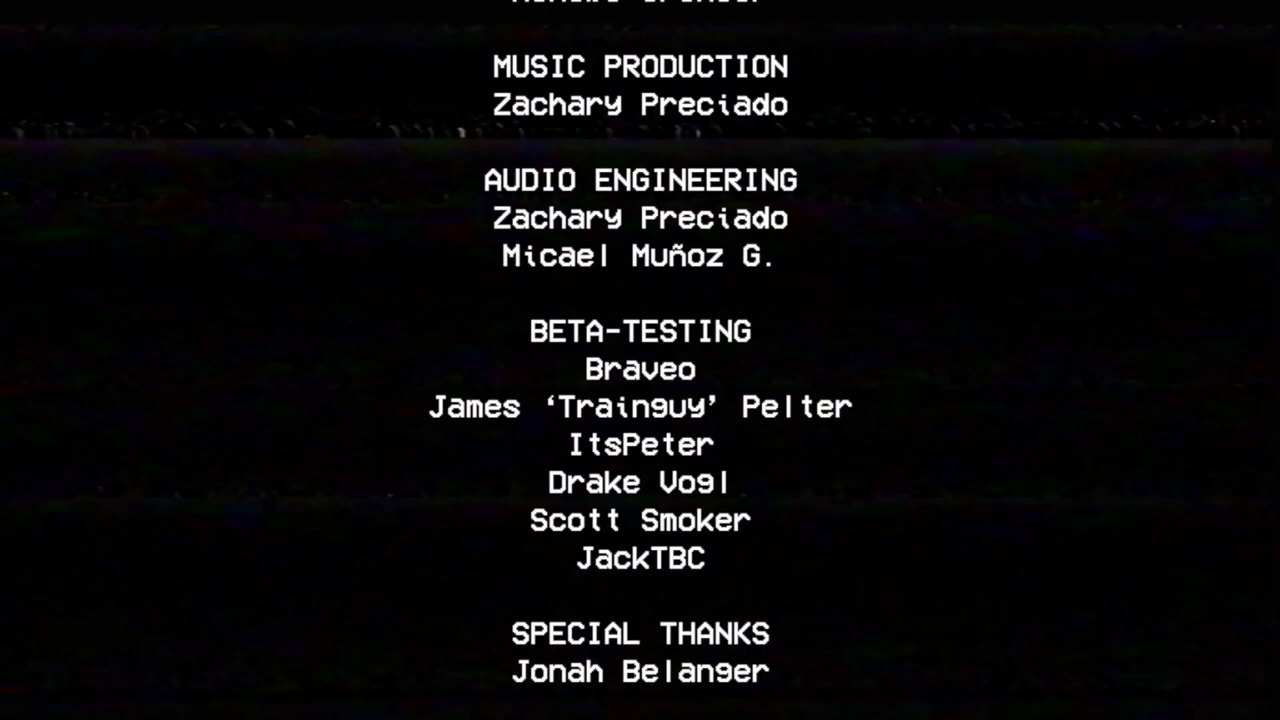 MUSIC PRODUCTION
Zachary Preciado
AUDIO ENGINEERING
Zachary Preciado
Micael Muñoz G.
BETA-TESTING
Braveo
James ‘Trainguy’ Pelter
ItsPeter
Drake Vogl
Scott Smoker
JackTBC
SPECIAL THANKS
Jonah Belanger